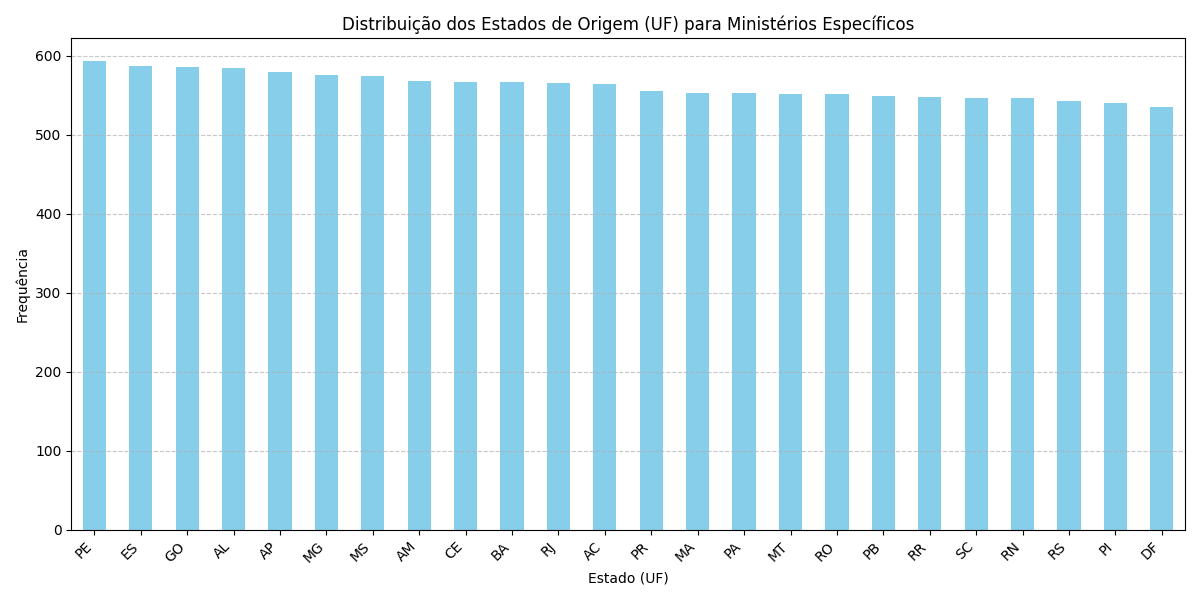 Distribuição dos Estados de Origem (UF) para Ministérios Específicos
Frequência
600
500
400
300
200
100
0
PE ES GO AL AP MG MS AM CE BA RJ AC PR MA PA MT RO PB RR SC RN RS PI DF
Estado (UF)